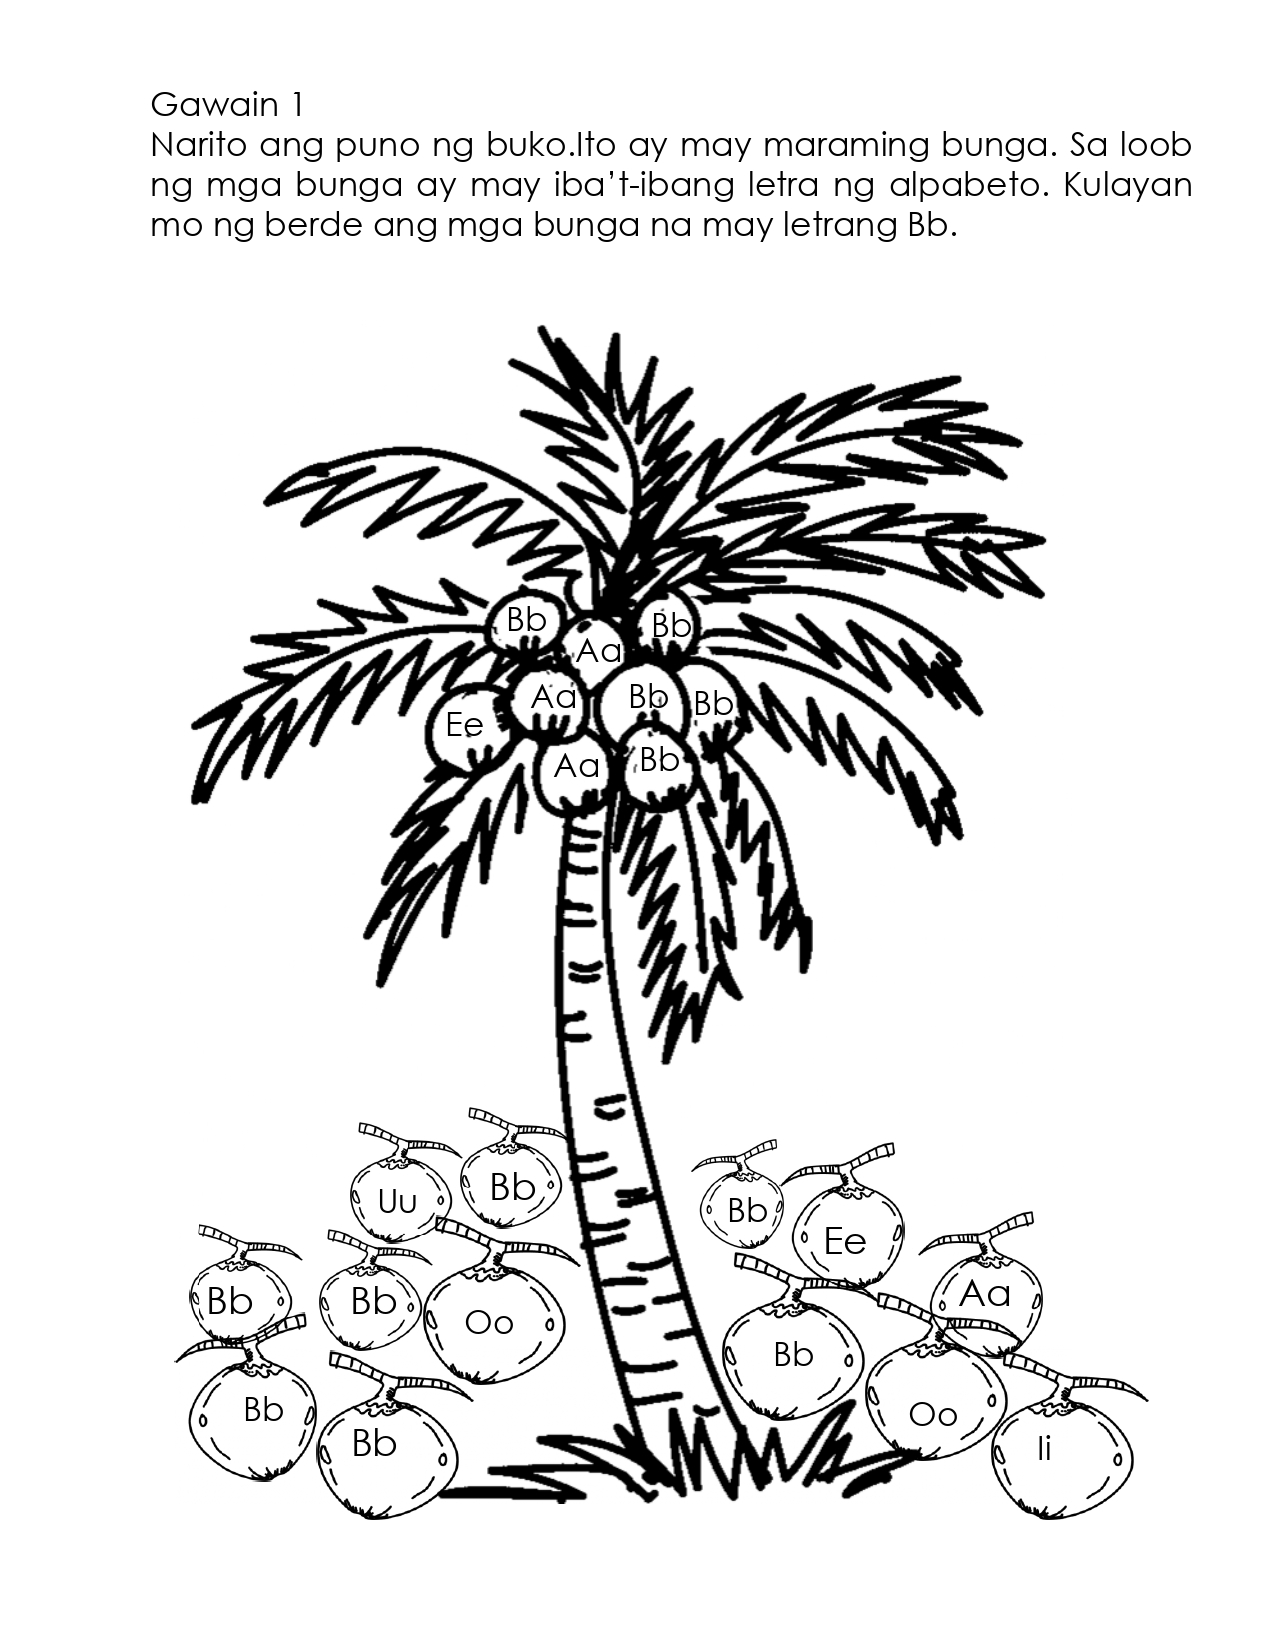 Gawain 1
Narito ang puno ng buko.Ito ay may maraming bunga. Sa loob
ng mga bunga ay may iba't-ibang letra ng alpabeto. Kulayan
mo ng berde ang mga bunga na may letrang Bb.
Bb
Bb
Aa
Aa
Bb
Bb
Ee
Aa
Bb
Uu
Bb
Bb
Ee
Bb
Bb
Oo
Aa
Bb
Bb
Oo
Bb
Ii